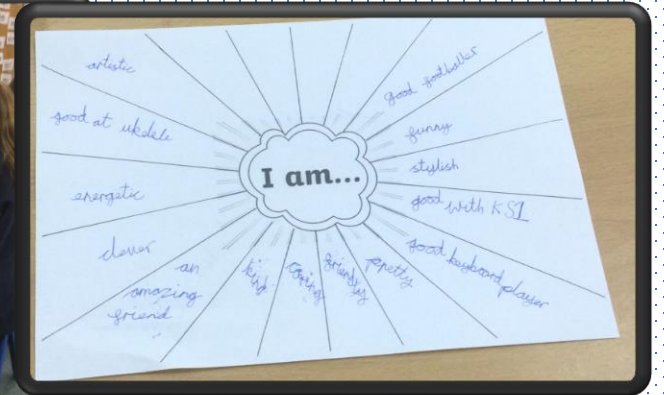 I am...
good footballer
funny
stylish
good with KS1
good keyboard player
pretty
friendly
caring
kind
an
amazing
friend
clever
energetic
good at ukelele
artistic